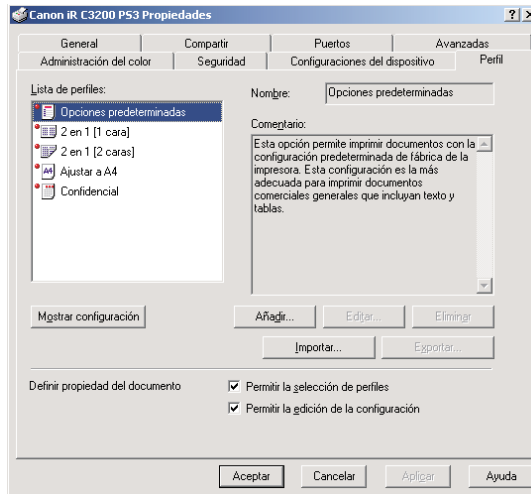 Canon iR C3200 PS3 Propiedades
General Compartir Puertos Avanzadas
Administración del color Seguridad Configuraciones del dispositivo Perfil
Lista de perfiles:
Opciones predeterminadas
2 en 1 [1 cara]
2 en 1 [2 caras]
A4 Ajustar a A4
Confidencial
Nombre: Opciones predeterminadas
Comentario:
Esta opción permite imprimir documentos con la
configuración predeterminada de fábrica de la
impresora. Esta configuración es la más
adecuada para imprimir documentos
comerciales generales que incluyan texto y
tablas.
Mostrar configuración Añadir... Editar... Eliminar
Importar... Exportar...
Definir propiedad del documento Permitir la selección de perfiles
Permitir la edición de la configuración
Aceptar Cancelar Aplicar Ayuda